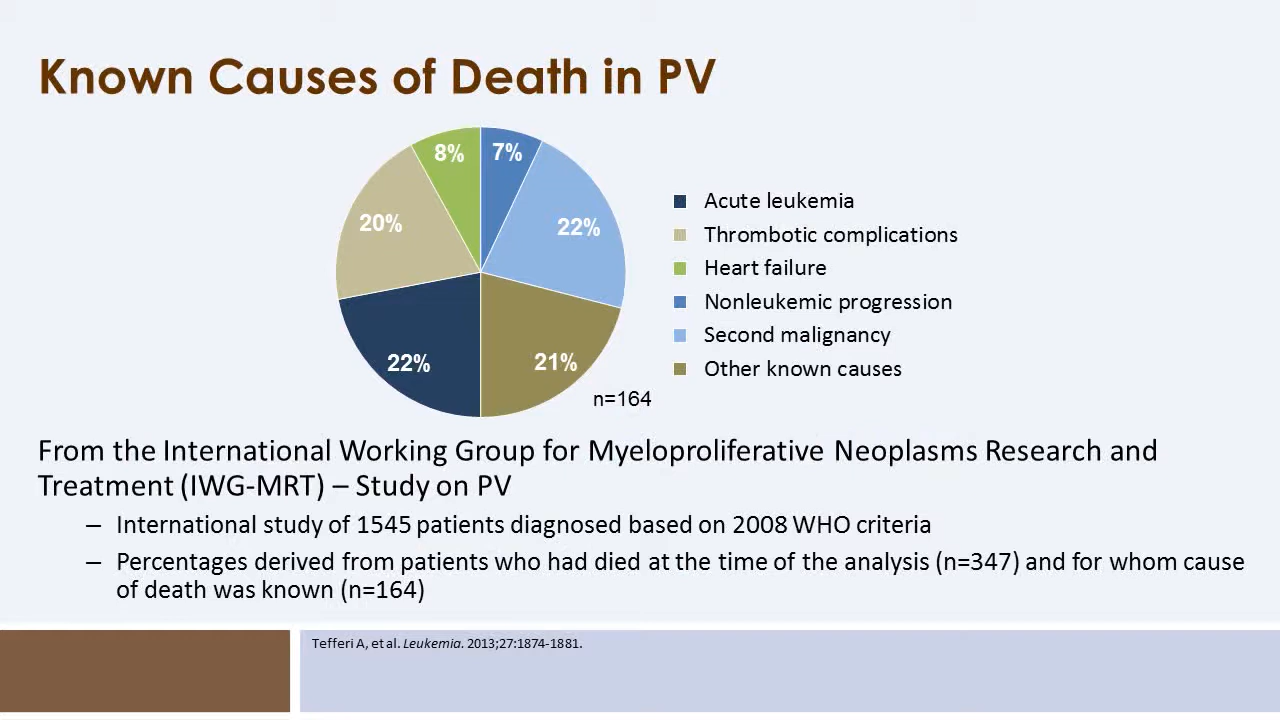 Known Causes of Death in PV
8%
7%
20%
22%
22%
21%
n=164
Acute leukemia
Thrombotic complications
Heart failure
Nonleukemic progression
Second malignancy
Other known causes
From the International Working Group for Myeloproliferative Neoplasms Research and
Treatment (IWG-MRT) – Study on PV
– International study of 1545 patients diagnosed based on 2008 WHO criteria
– Percentages derived from patients who had died at the time of the analysis (n=347) and for whom cause
of death was known (n=164)
Tefferi A, et al. Leukemia. 2013;27:1874-1881.